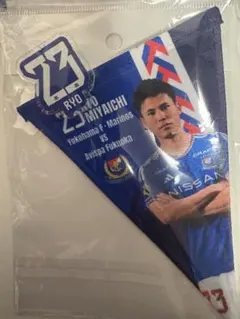 23
RYO
23 RYO
MIYAICHI
Yokohama F・Marinos
VS
Avispa Fukuoka
NISSAN
23